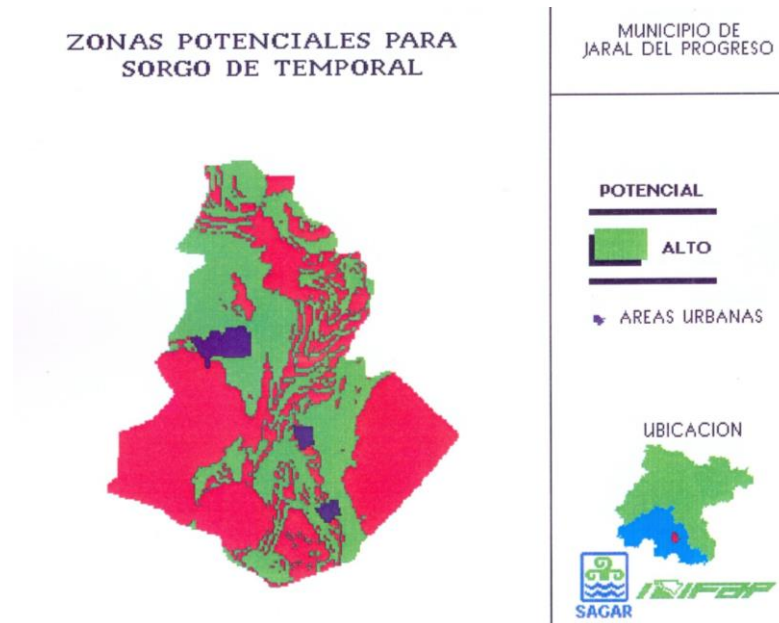 ZONAS POTENCIALES PARA
SORGO DE TEMPORAL
MUNICIPIO DE
JARAL DEL PROGRESO
POTENCIAL
ALTO
AREAS URBANAS
UBICACION
SAGAR
INIFAP